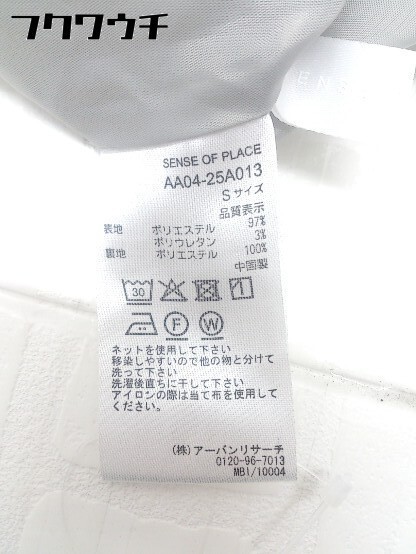 フクワウチ
ENS
SENSE OF PLACE
AA04-25A013
Sサイズ
品質表示
表地 ポリエステル 97%
ポリウレタン 3%
裏地 ポリエステル 100%
中国製
30
F W
ネットを使用して下さい
移染しやすいので他の物と分けて
洗って下さい
洗濯後直ちに干して下さい
アイロンの際は当て布を使用して
下さい
(株)アーバンリサーチ
0120-96-7013
MBI/10004